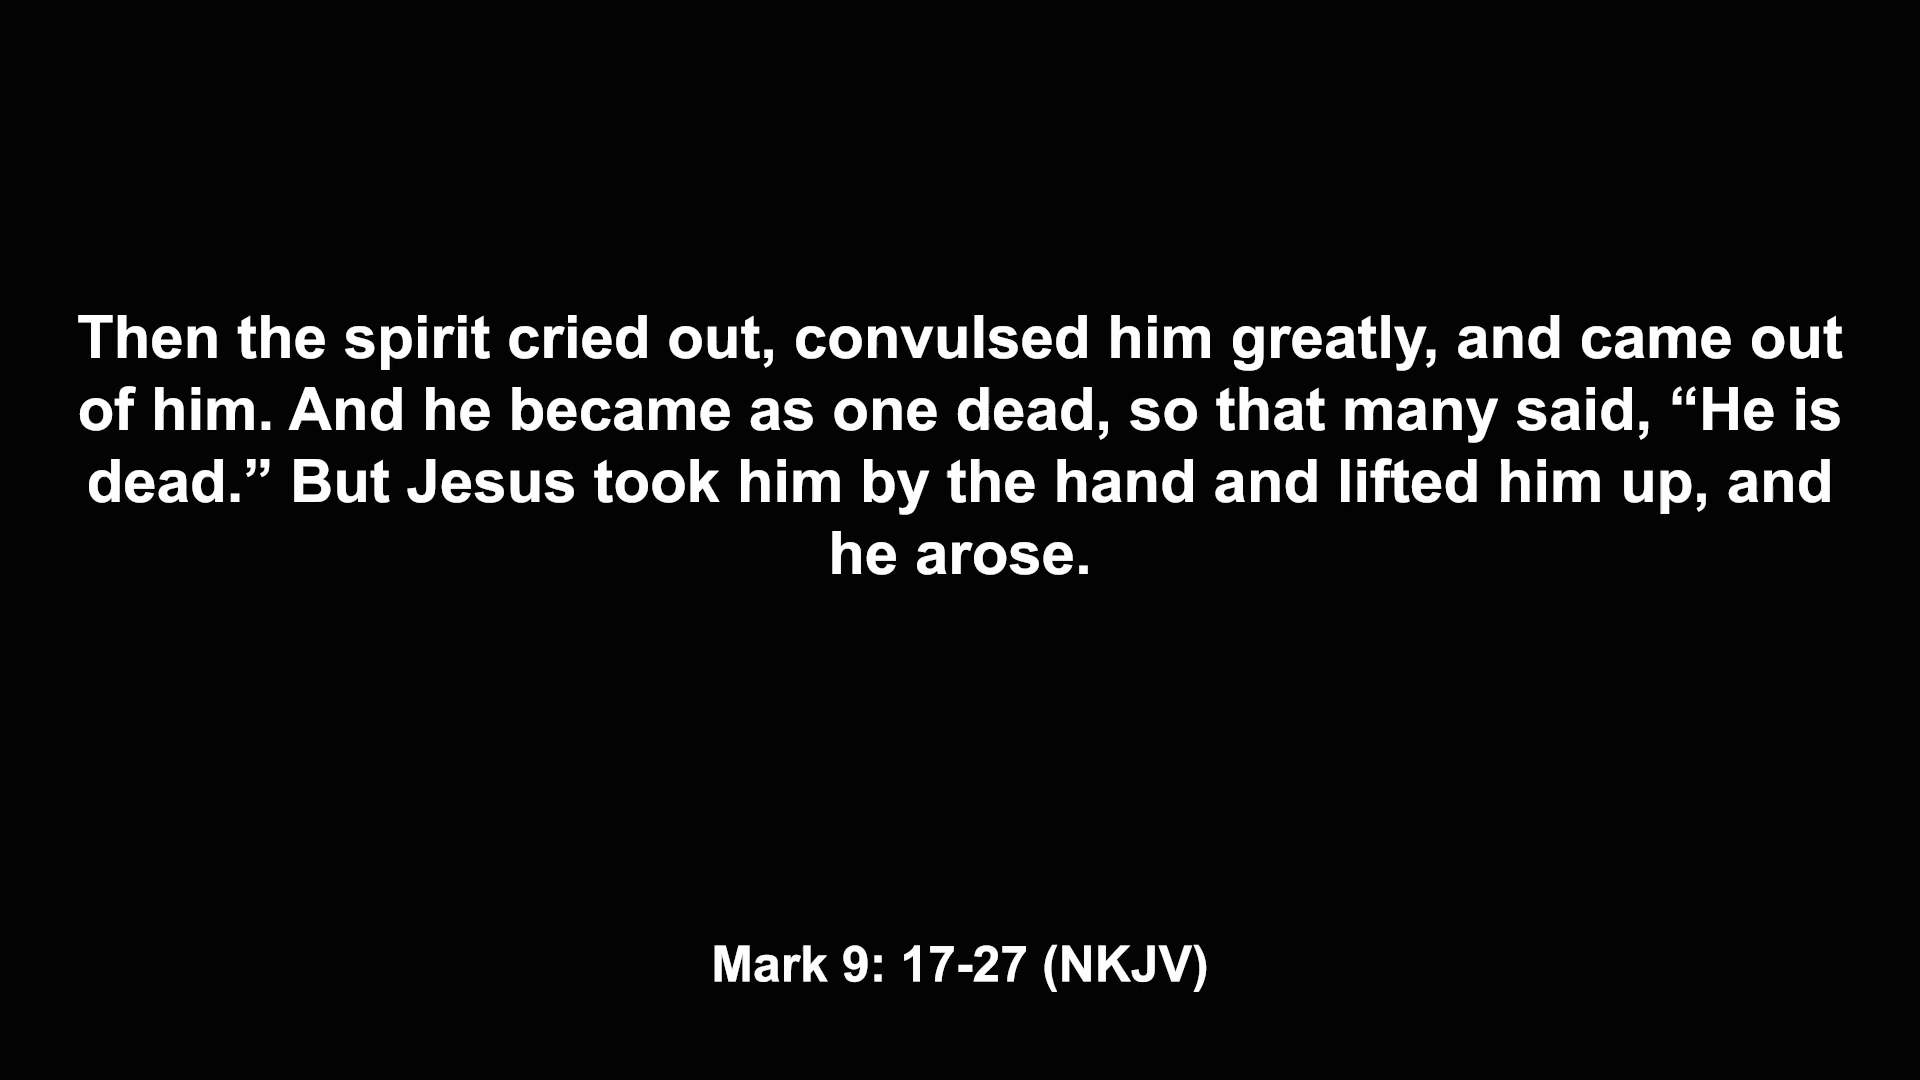 Then the spirit cried out, convulsed him greatly, and came out
of him. And he became as one dead, so that many said, “He is
dead.” But Jesus took him by the hand and lifted him up, and
he arose.
Mark 9: 17-27 (NKJV)